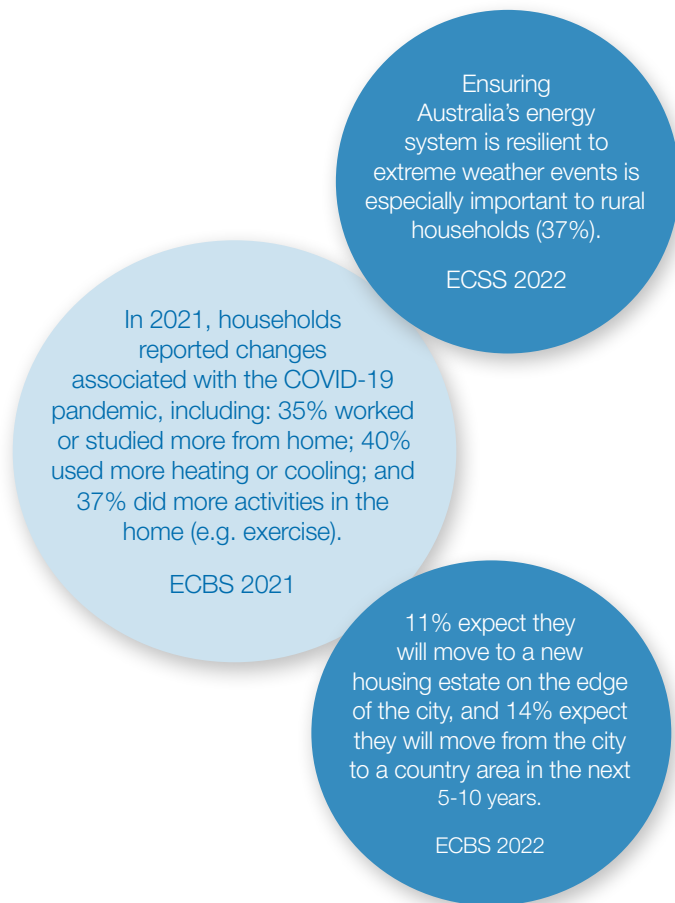 Ensuring
Australia’s energy
system is resilient to
extreme weather events is
especially important to rural
households (37%).
ECSS 2022
In 2021, households
reported changes
associated with the COVID-19
pandemic, including: 35% worked
or studied more from home; 40%
used more heating or cooling; and
37% did more activities in the
home (e.g. exercise).
ECBS 2021
11% expect they
will move to a new
housing estate on the edge
of the city, and 14% expect
they will move from the city
to a country area in the next
5-10 years.
ECBS 2022